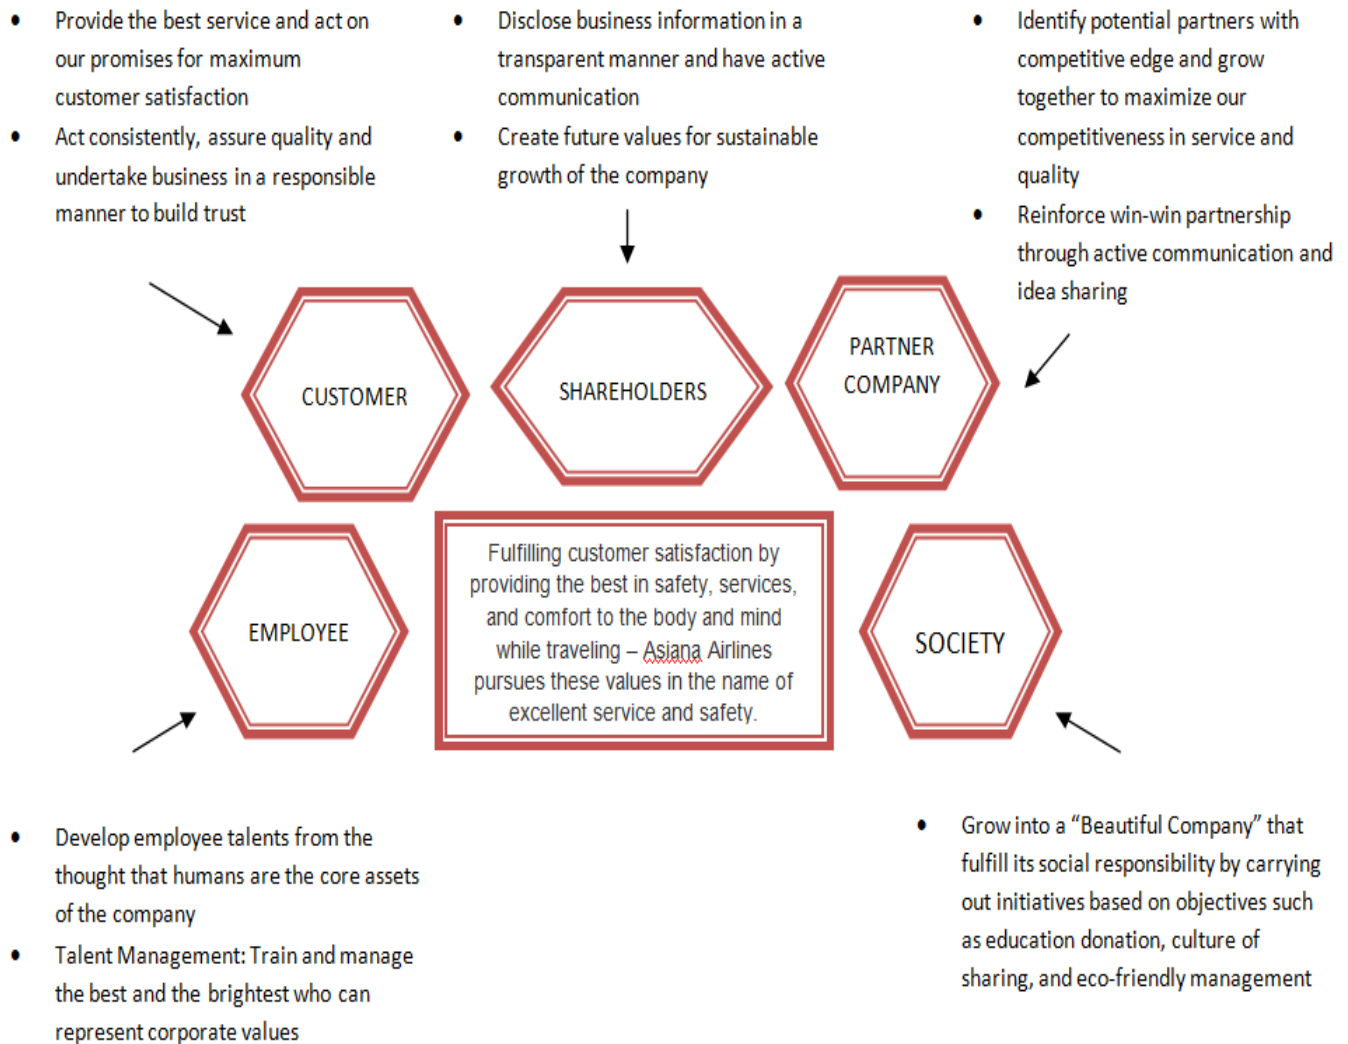 • Provide the best service and act on
our promises for maximum
customer satisfaction
• Act consistently, assure quality and
undertake business in a responsible
manner to build trust
• Disclose business information in a
transparent manner and have active
communication
• Create future values for sustainable
growth of the company
• Identify potential partners with
competitive edge and grow
together to maximize our
competitiveness in service and
quality
• Reinforce win-win partnership
through active communication and
idea sharing
CUSTOMER
SHAREHOLDERS
PARTNER
COMPANY
EMPLOYEE
Fulfilling customer satisfaction by
providing the best in safety, services,
and comfort to the body and mind
while traveling – Asiana Airlines
pursues these values in the name of
excellent service and safety.
SOCIETY
• Develop employee talents from the
thought that humans are the core assets
of the company
• Talent Management: Train and manage
the best and the brightest who can
represent corporate values
• Grow into a “Beautiful Company” that
fulfill its social responsibility by carrying
out initiatives based on objectives such
as education donation, culture of
sharing, and eco-friendly management